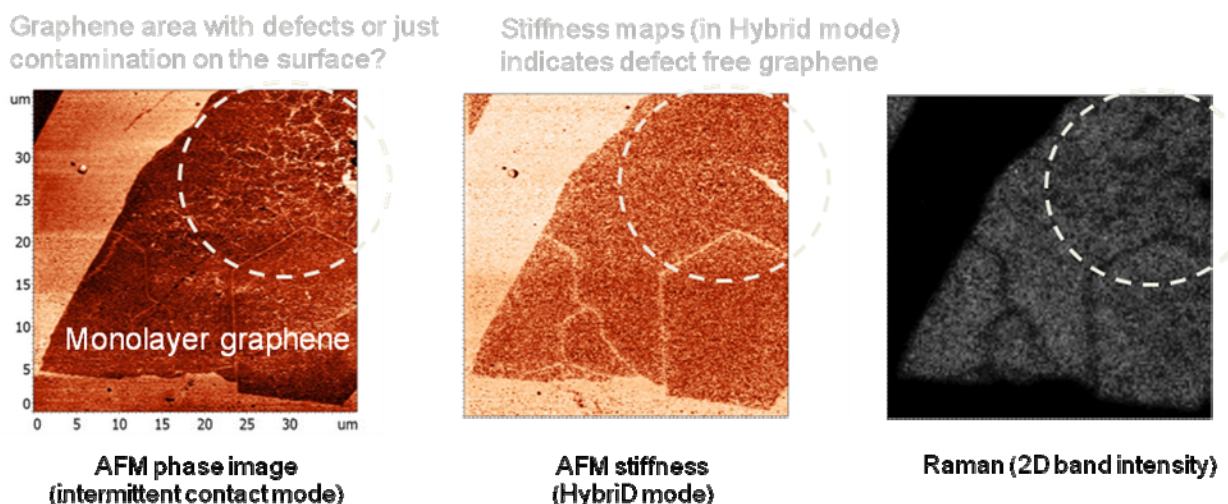 Graphene area with defects or just
contamination on the surface?
Stiffness maps (in Hybrid mode)
indicates defect free graphene
um
30
25
20
15
10
5
0
Monolayer graphene
0 5 10 15 20 25 30 um
AFM phase image
(intermittent contact mode)
AFM stiffness
(HybriD mode)
Raman (2D band intensity)